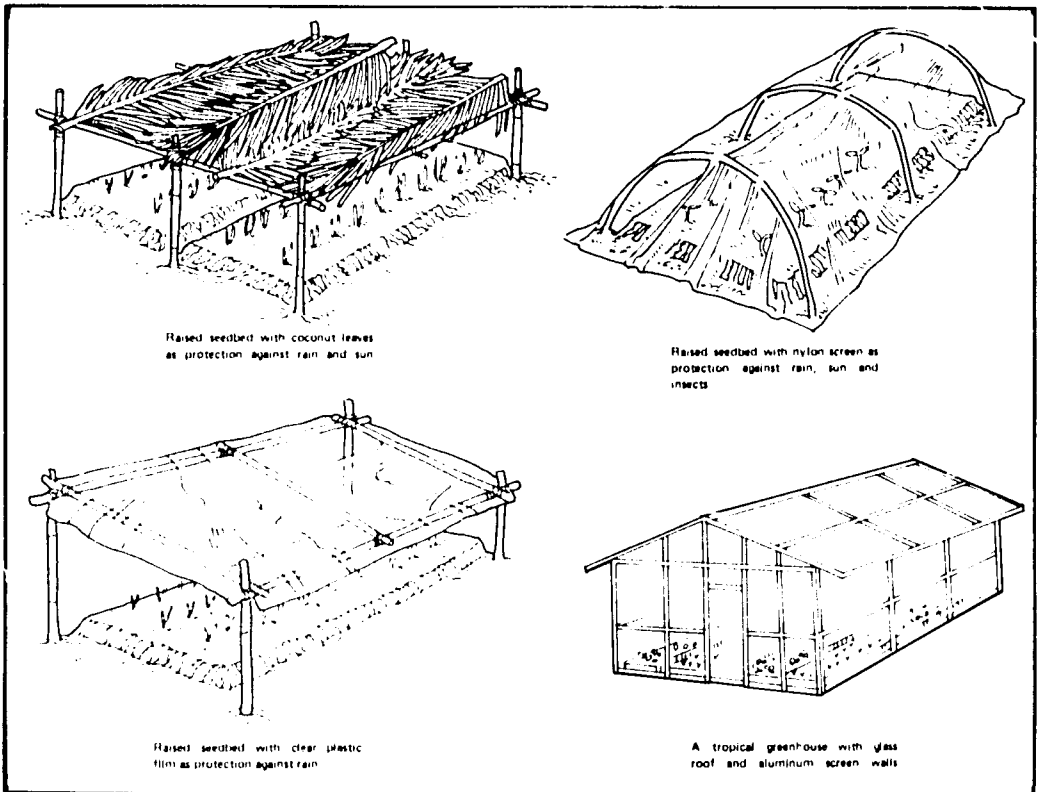 Raised seedbed with coconut leaves
as protection against rain and sun
Raised seedbed with nylon screen as
protection against rain, sun and
insects
Raised seedbed with clear plastic
film as protection against rain
A tropical greenhouse with glass
roof and aluminum screen walls